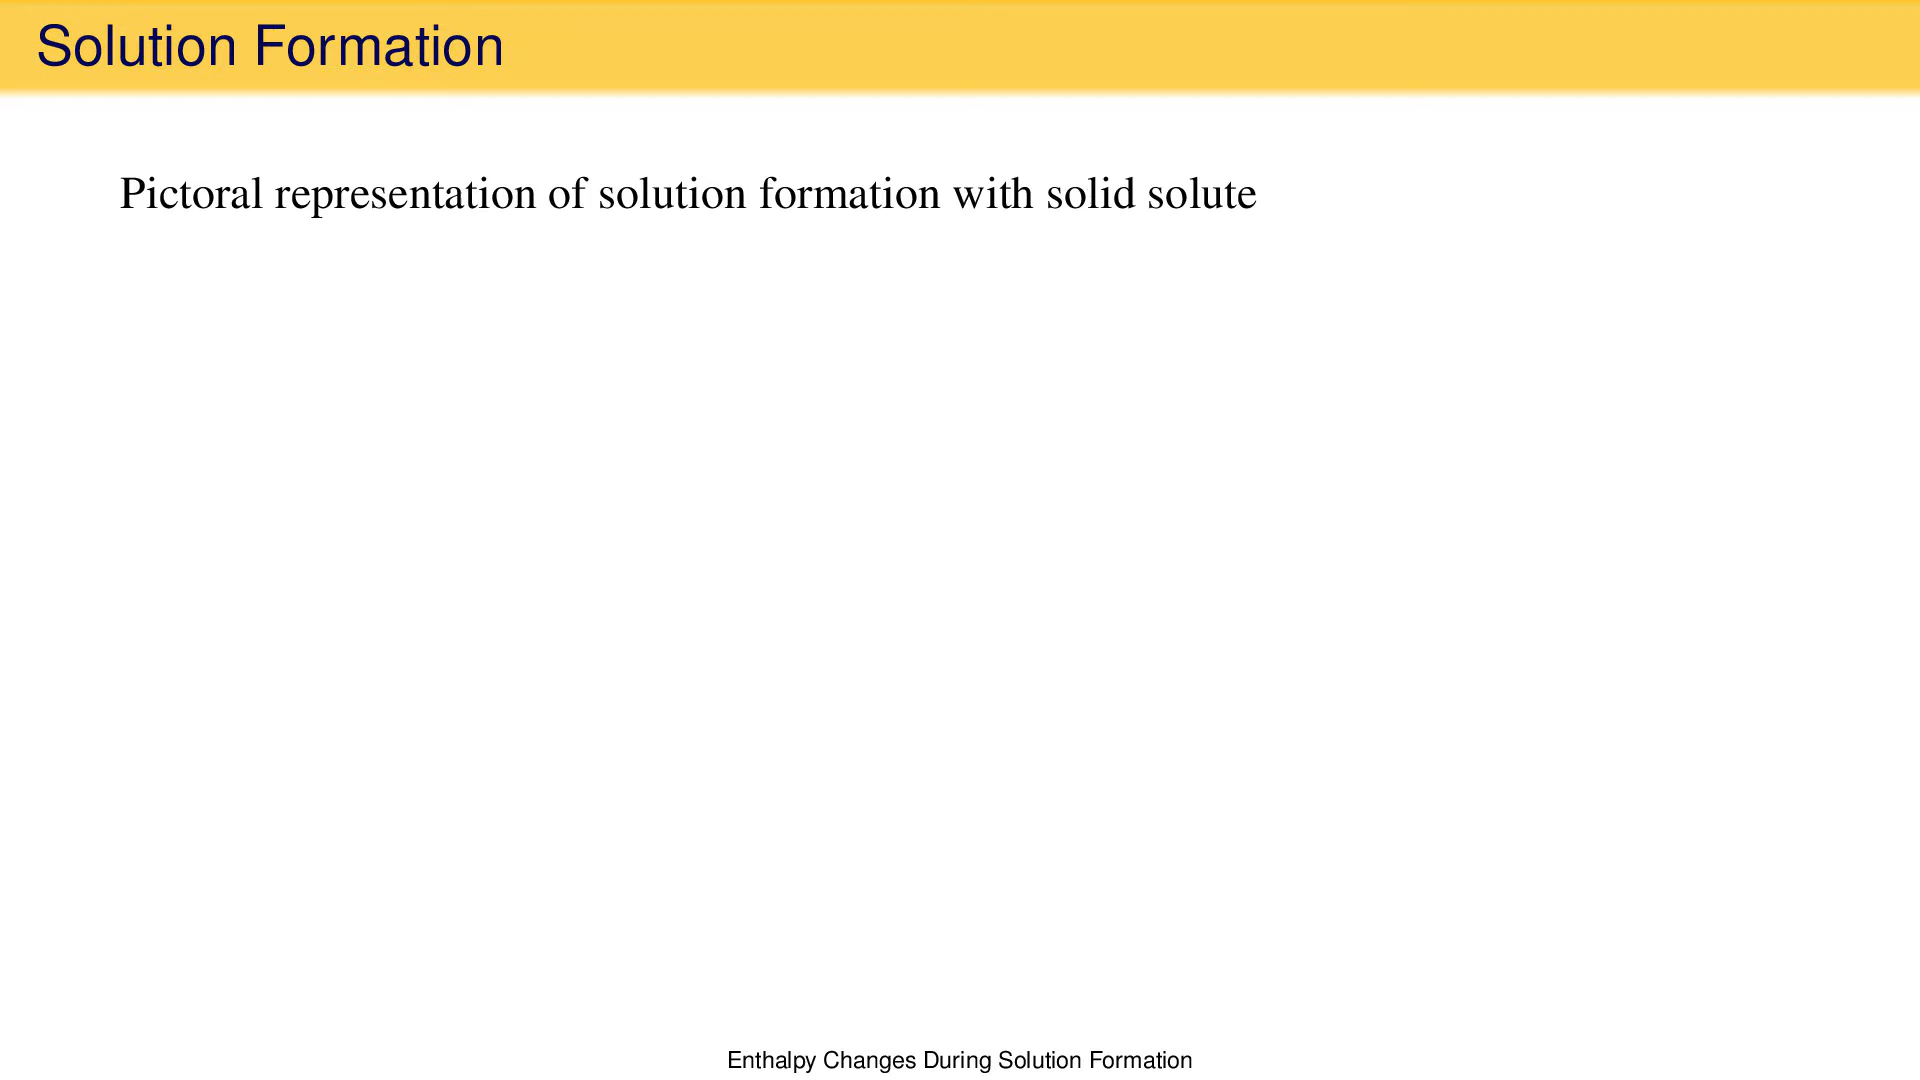 Solution Formation
Pictoral representation of solution formation with solid solute
Enthalpy Changes During Solution Formation